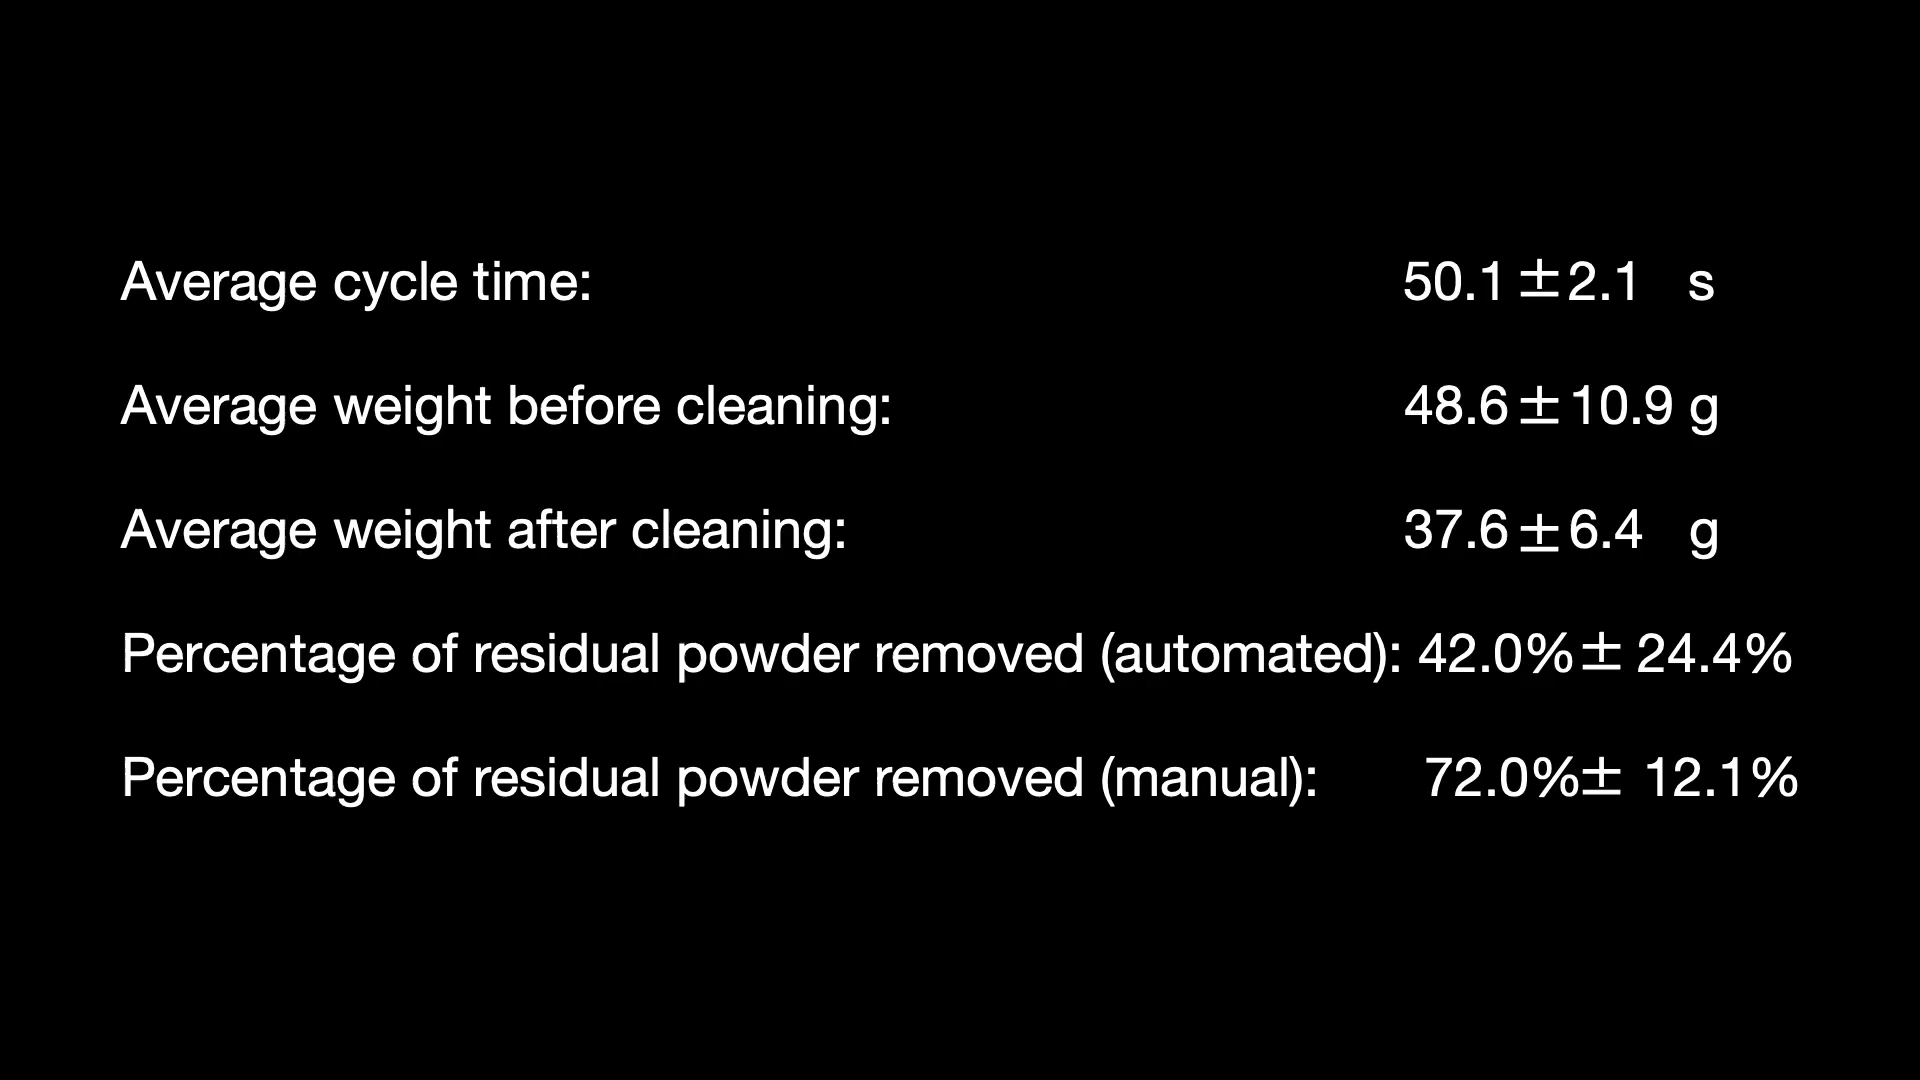 Average cycle time: 50.1 ±2.1 s
Average weight before cleaning: 48.6 ±10.9 g
Average weight after cleaning: 37.6 ±6.4 g
Percentage of residual powder removed (automated): 42.0% ± 24.4%
Percentage of residual powder removed (manual): 72.0%± 12.1%